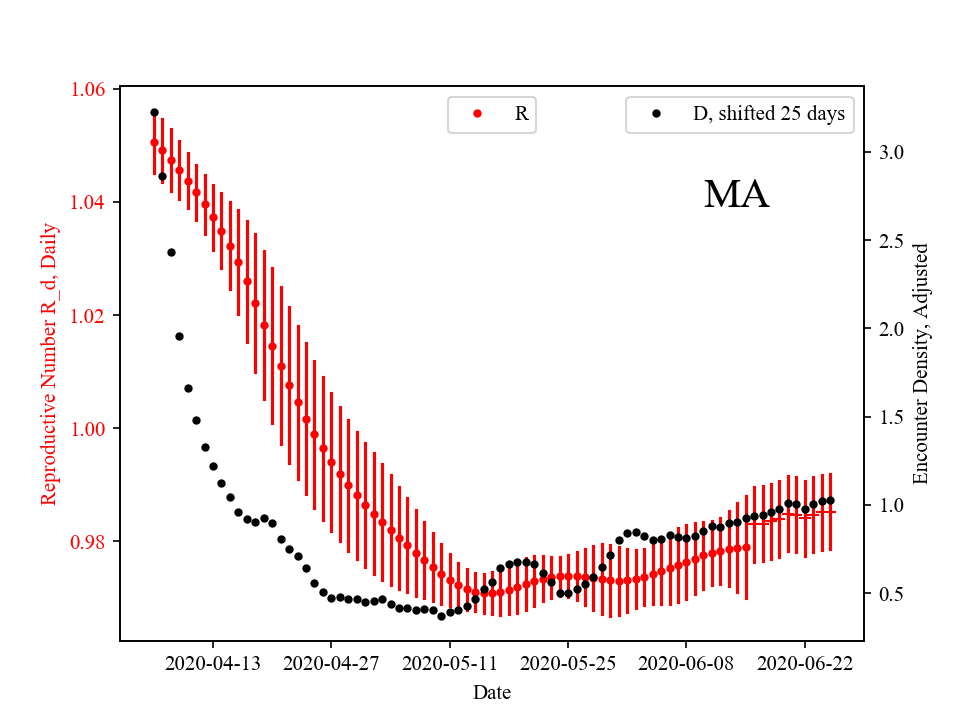 R
D, shifted 25 days
MA
Reproductive Number R_d, Daily
1.06
1.04
1.02
1.00
0.98
3.0
2.5
2.0
1.5
1.0
0.5
Encounter Density, Adjusted
2020-04-13 2020-04-27 2020-05-11 2020-05-25 2020-06-08 2020-06-22
Date